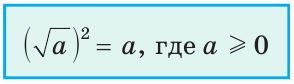 (√a)² = a, где a ⩾ 0